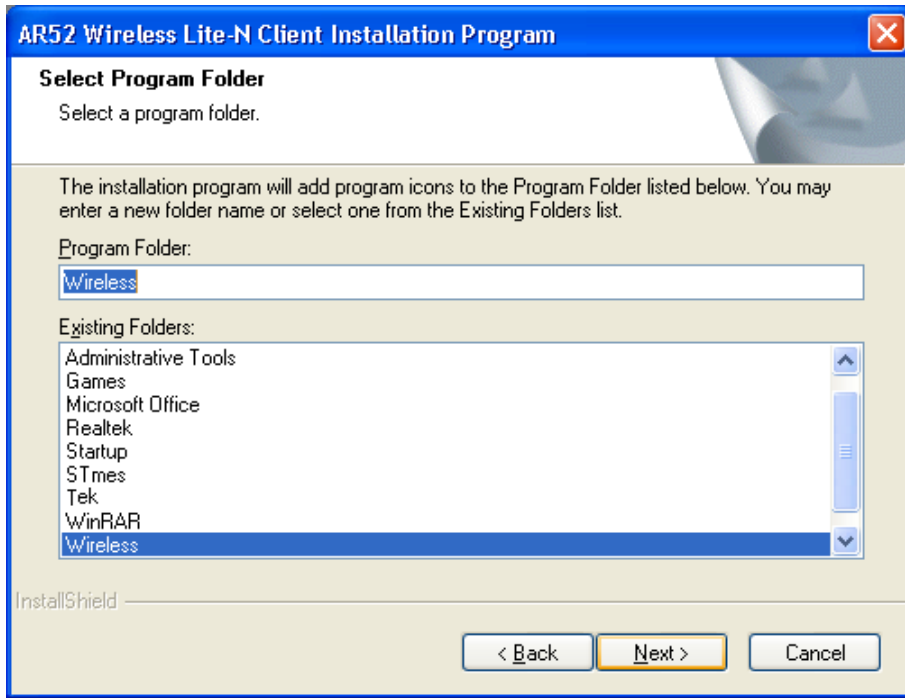 AR52 Wireless Lite-N Client Installation Program
Select Program Folder
Select a program folder.
The installation program will add program icons to the Program Folder listed below. You may
enter a new folder name or select one from the Existing Folders list.
Program Folder:
Wireless
Existing Folders:
Administrative Tools
Games
Microsoft Office
Realtek
Startup
STmes
Tek
WinRAR
Wireless
InstallShield
< Back
Next >
Cancel